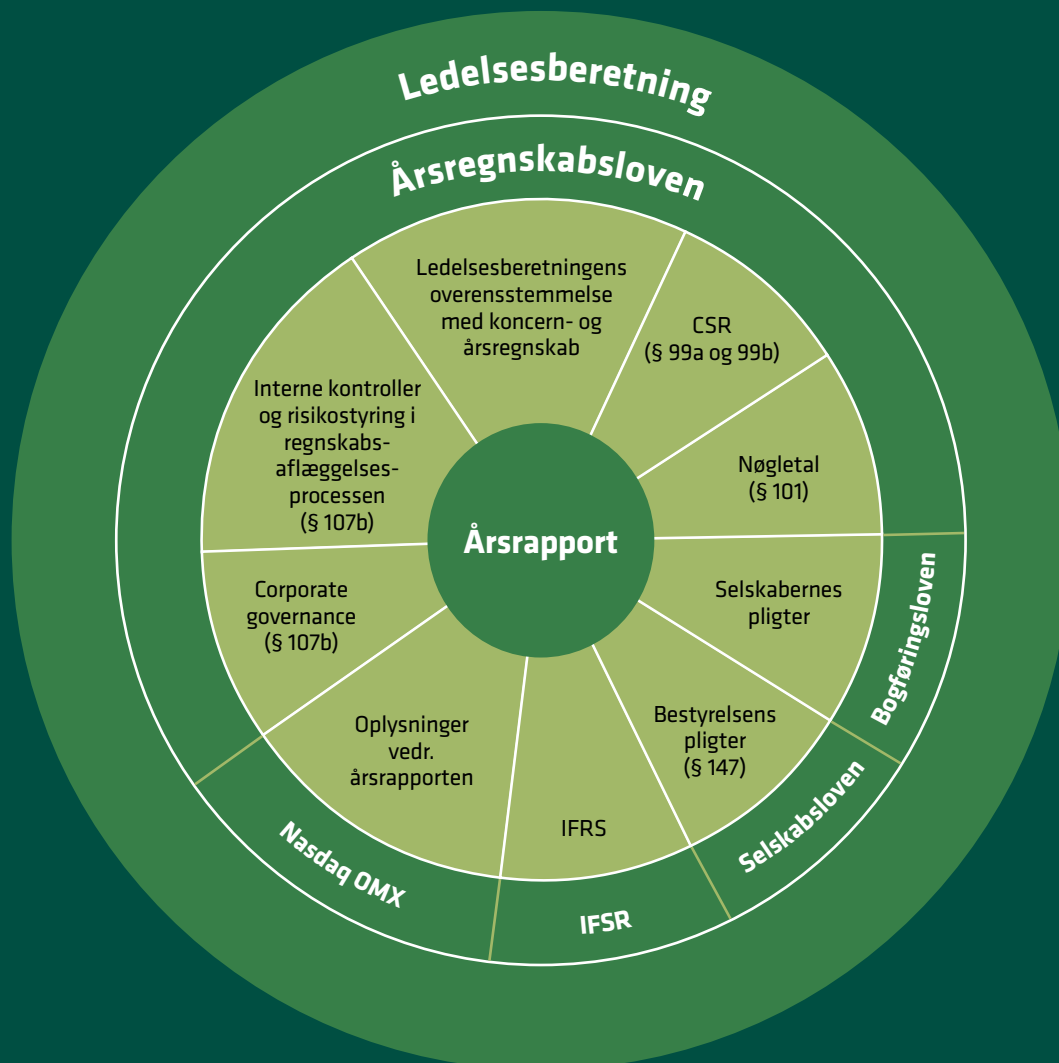 Ledelsesberetning
Årsregnskabsloven
Ledelsesberetningens
overensstemmelse
med koncern- og
årsregnskab
CSR
(§ 99a og 99b)
Nøgletal
(§ 101)
Selskabernes
pligter
Bestyrelsens
pligter
(§ 147)
IFRS
Oplysninger
vedr.
årsrapporten
Corporate
governance
(§ 107b)
Interne kontroller
og risikostyring i
regnskabs-
aflæggelses-
processen
(§ 107b)
Årsrapport
Bogføringsloven
Selskabsloven
IFSR
Nasdaq OMX